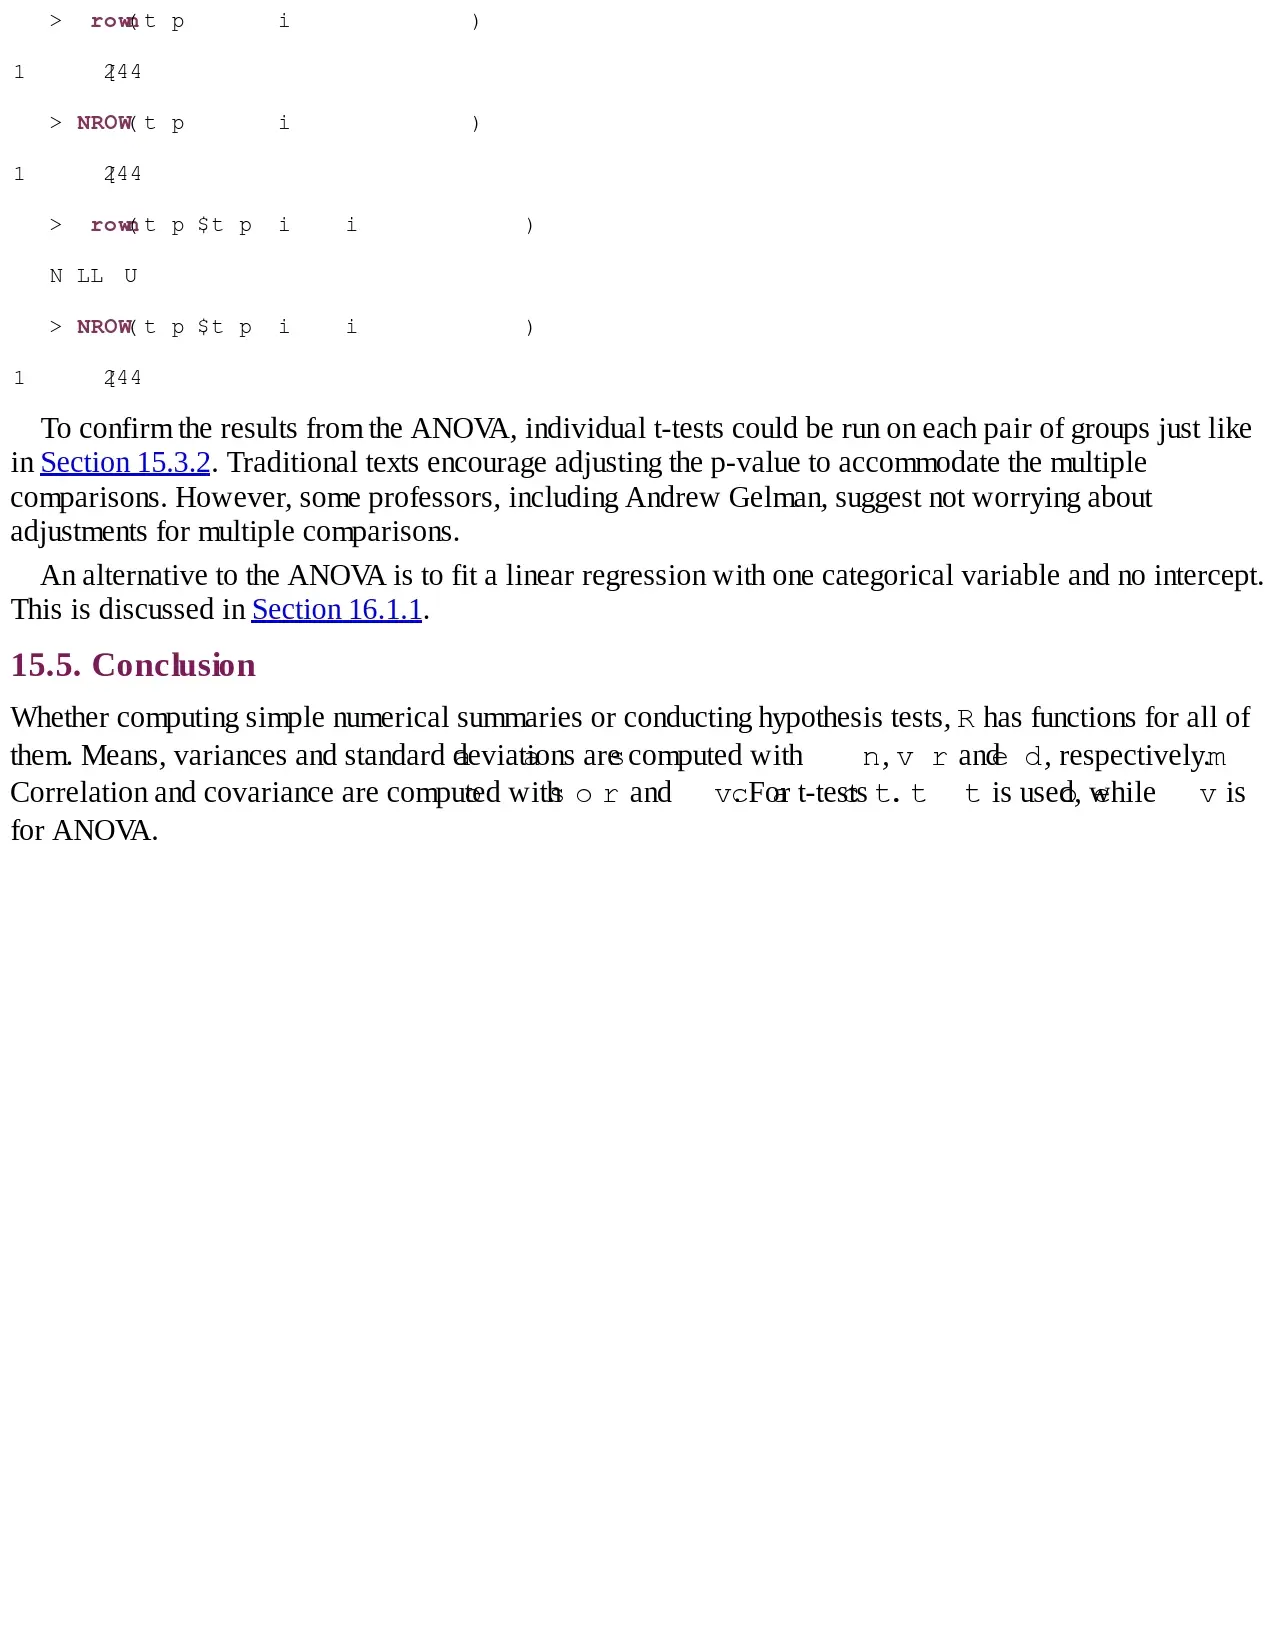 > rown(t p i )
1 [244
> NROW(t p i )
1 [244
> rown(t p $t p i i )
N LL U
> NROW(t p $t p i i )
1 [244
To confirm the results from the ANOVA, individual t-tests could be run on each pair of groups just like
in Section 15.3.2. Traditional texts encourage adjusting the p-value to accommodate the multiple
comparisons. However, some professors, including Andrew Gelman, suggest not worrying about
adjustments for multiple comparisons.
An alternative to the ANOVA is to fit a linear regression with one categorical variable and no intercept.
This is discussed in Section 16.1.1.
15.5. Conclusion
Whether computing simple numerical summaries or conducting hypothesis tests, R has functions for all of
them. Means, variances and standard deviations are computed with n, v r and d, respectively. m
Correlation and covariance are computed with o r and v. For t-tests t. t t is used, while v is
for ANOVA.